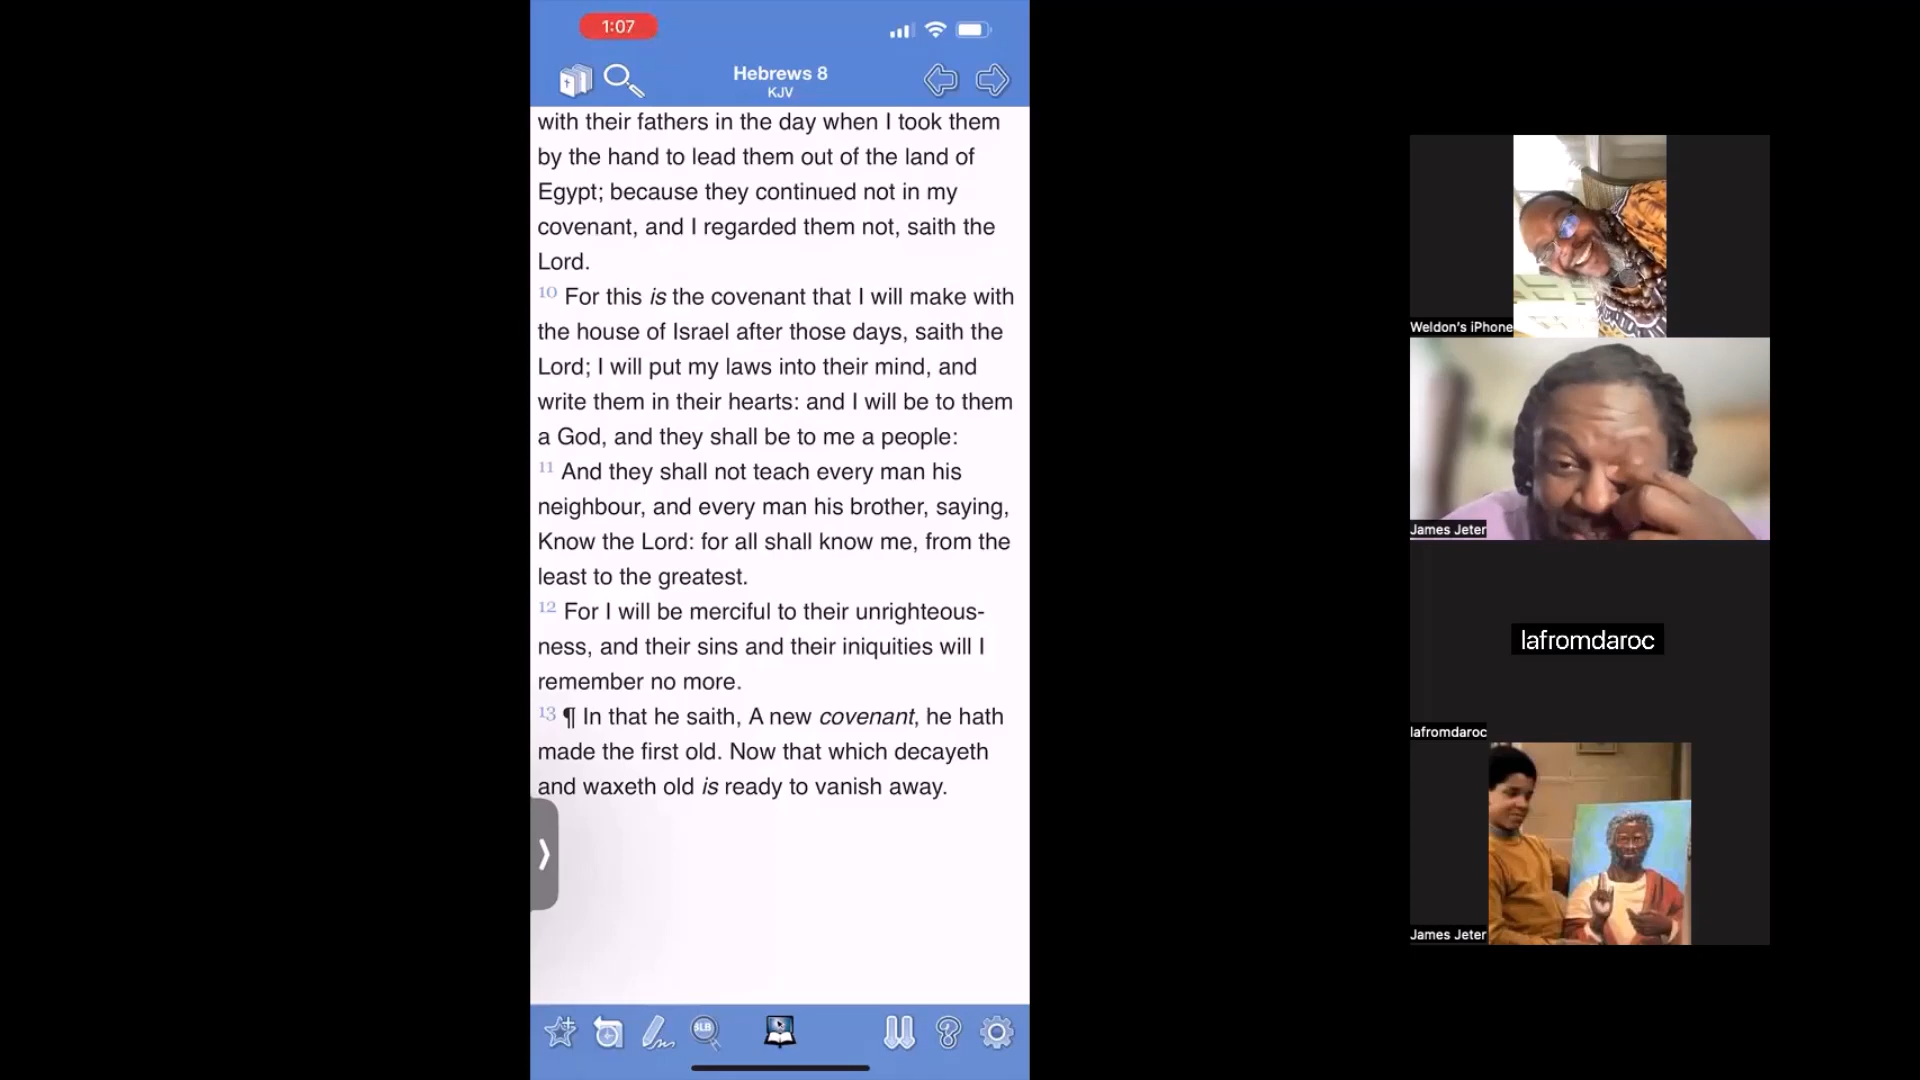 1:07
Hebrews 8
KJV
with their fathers in the day when I took them
by the hand to lead them out of the land of
Egypt; because they continued not in my
covenant, and I regarded them not, saith the
Lord.
10 For this is the covenant that I will make with
the house of Israel after those days, saith the
Lord; I will put my laws into their mind, and
write them in their hearts: and I will be to them
a God, and they shall be to me a people:
11 And they shall not teach every man his
neighbour, and every man his brother, saying,
Know the Lord: for all shall know me, from the
least to the greatest.
12 For I will be merciful to their unrighteous-
ness, and their sins and their iniquities will I
remember no more.
13 ¶ In that he saith, A new covenant, he hath
made the first old. Now that which decayeth
and waxeth old is ready to vanish away.
BLB
Weldon's iPhone
James Jeter
lafromdaroc
lafromdaroc
James Jeter